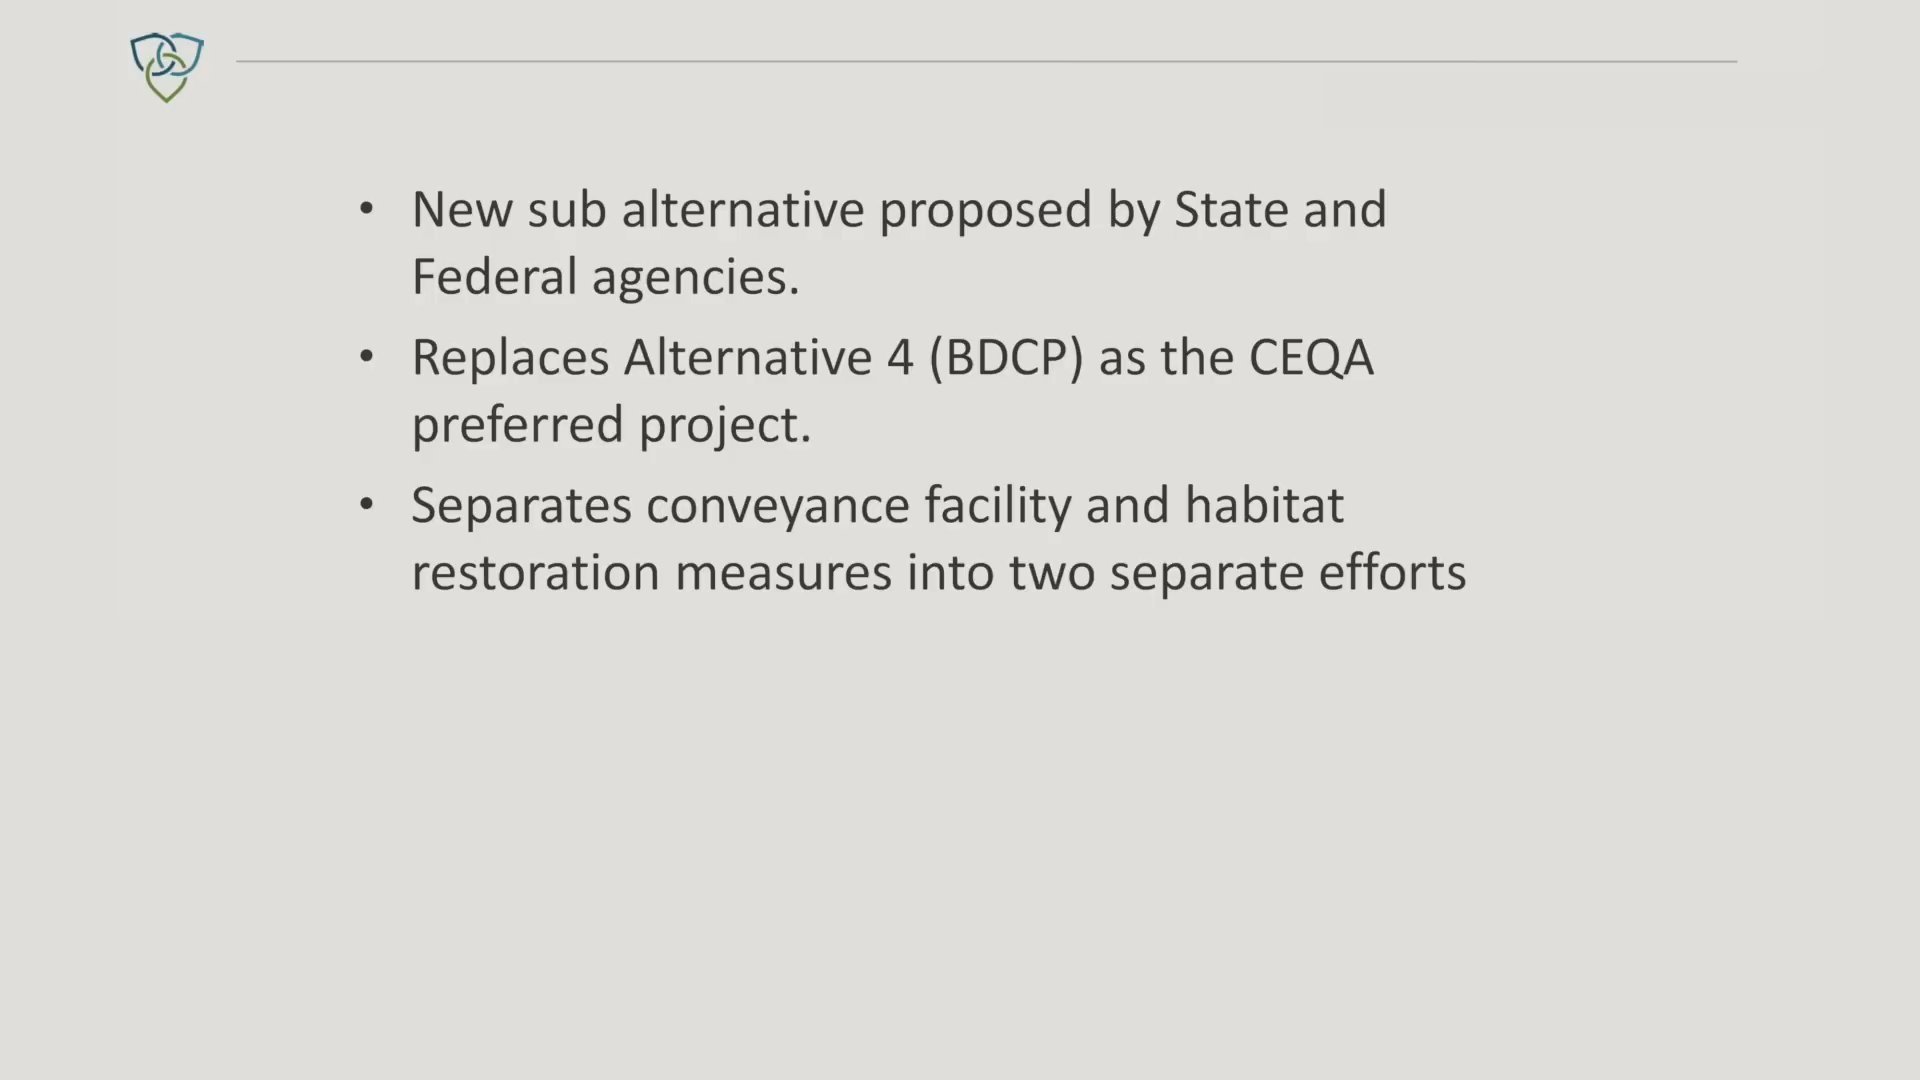 • New sub alternative proposed by State and
Federal agencies.
• Replaces Alternative 4 (BDCP) as the CEQA
preferred project.
• Separates conveyance facility and habitat
restoration measures into two separate efforts